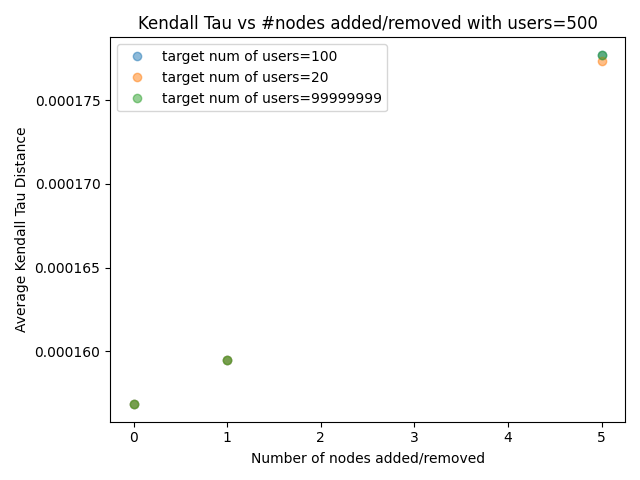 Kendall Tau vs #nodes added/removed with users=500
target num of users=100
target num of users=20
target num of users=99999999
0.000175
0.000170
0.000165
0.000160
Average Kendall Tau Distance
0 1 2 3 4 5
Number of nodes added/removed